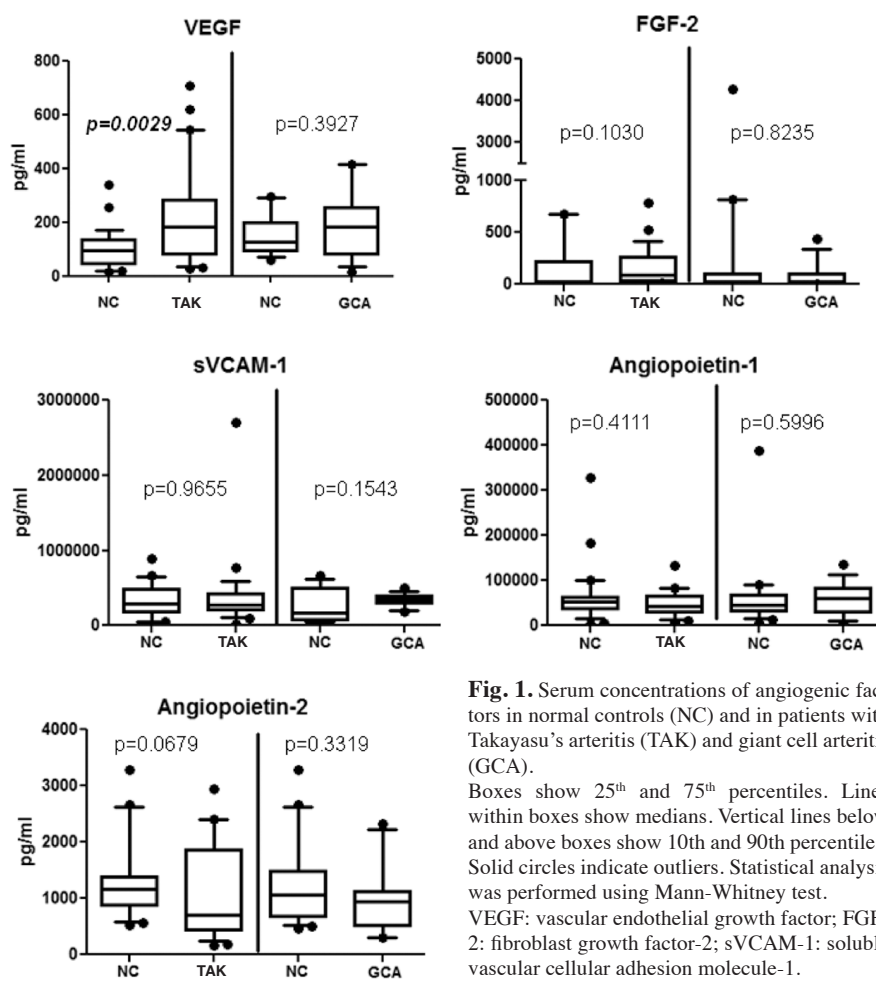 VEGF
pg/ml
800
600
400
200
0
p=0.0029
p=0.3927
NC TAK NC GCA
FGF-2
pg/ml
5000
4000
3000
1000
500
0
p=0.1030
p=0.8235
NC TAK NC GCA
sVCAM-1
pg/ml
3000000
2000000
1000000
0
p=0.9655
p=0.1543
NC TAK NC GCA
Angiopoietin-1
pg/ml
500000
400000
300000
200000
100000
0
p=0.4111
p=0.5996
NC TAK NC GCA
Angiopoietin-2
pg/ml
4000
3000
2000
1000
0
p=0.0679
p=0.3319
NC TAK NC GCA
Fig. 1. Serum concentrations of angiogenic fac
tors in normal controls (NC) and in patients wit
Takayasu's arteritis (TAK) and giant cell arteriti
(GCA).
Boxes show 25th and 75th percentiles. Line
within boxes show medians. Vertical lines below
and above boxes show 10th and 90th percentile
Solid circles indicate outliers. Statistical analysi
was performed using Mann-Whitney test.
VEGF: vascular endothelial growth factor; FGF
2: fibroblast growth factor-2; sVCAM-1: solubl
vascular cellular adhesion molecule-1.